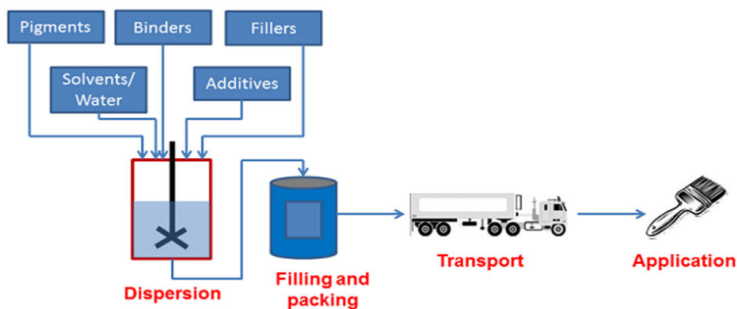 Pigments
Binders
Fillers
Solvents/
Water
Additives
Dispersion
Filling and
packing
Transport
Application